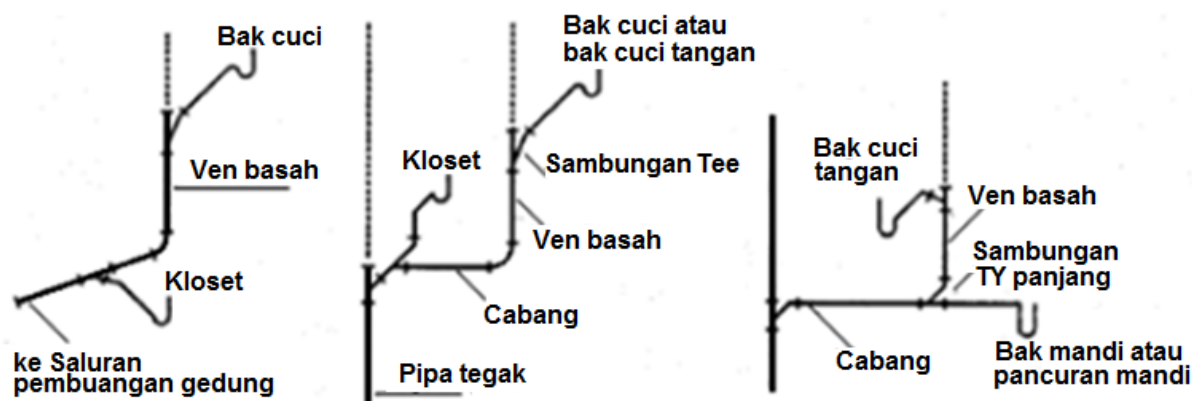 Bak cuci
Ven basah
Kloset
ke Saluran
pembuangan gedung
Bak cuci atau
bak cuci tangan
Kloset
Sambungan Tee
Ven basah
Cabang
Pipa tegak
Bak cuci
tangan
Ven basah
Sambungan
TY panjang
Cabang
Bak mandi atau
pancuran mandi